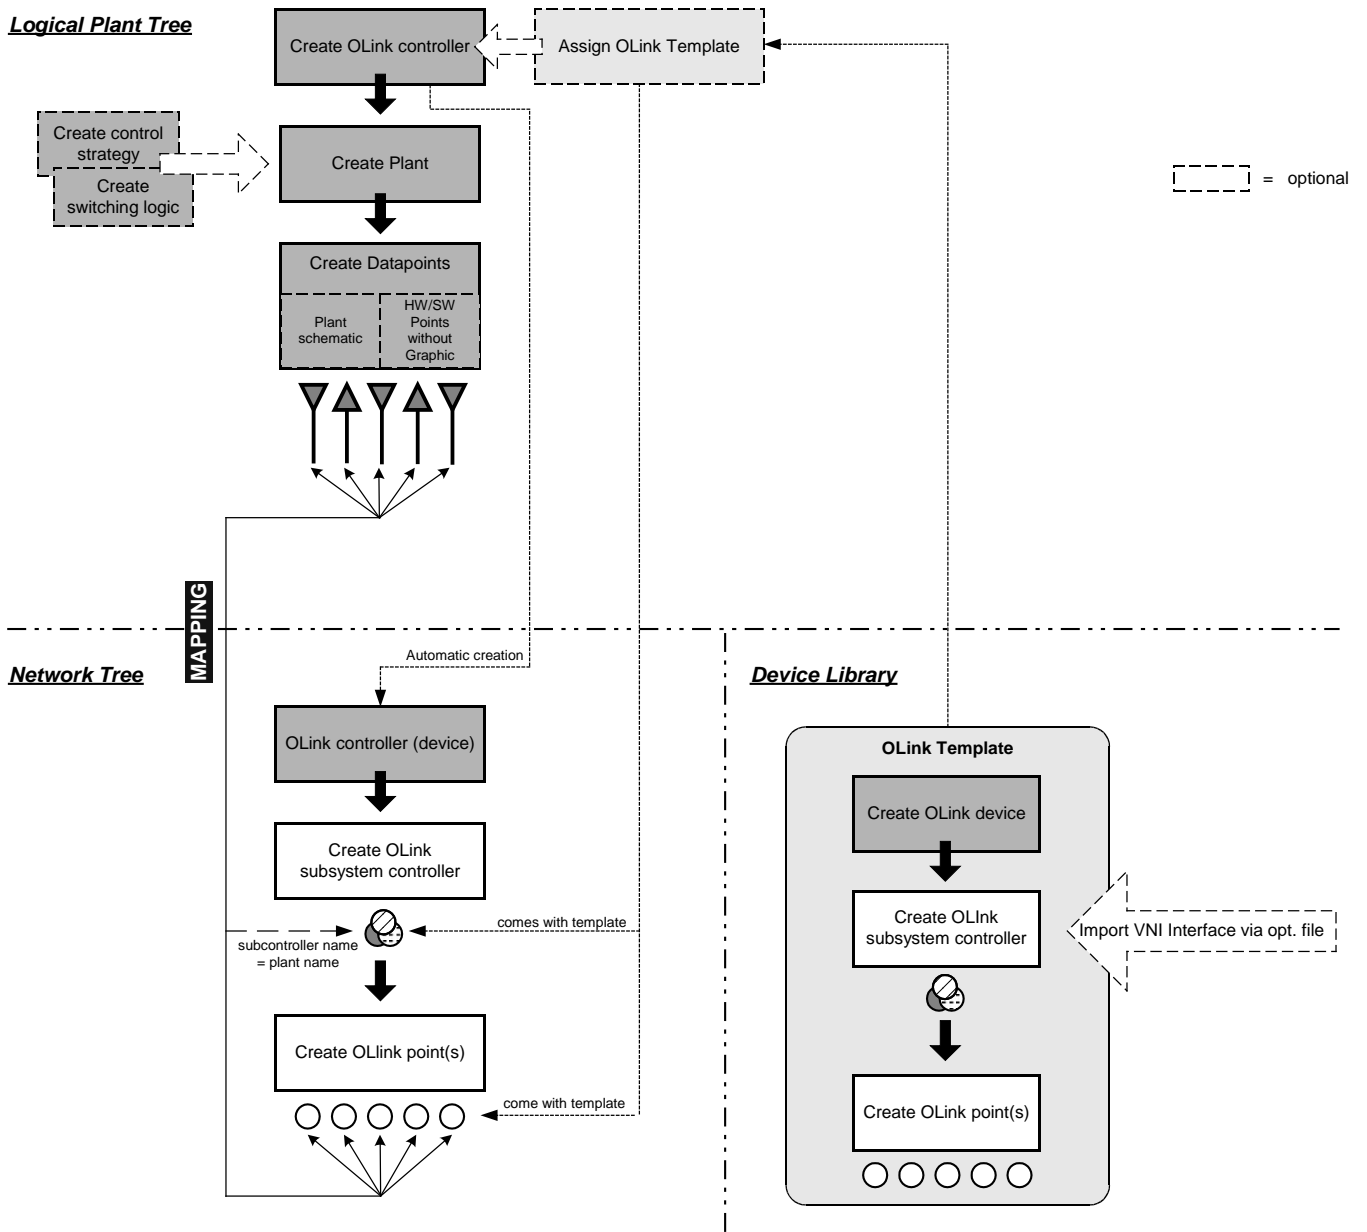 Logical Plant Tree
Create OLink controller
Assign OLink Template
Create control
strategy
Create
switching logic
Create Plant
= optional
Create Datapoints
Plant
schematic
HW/SW
Points
without
Graphic
MAPPING
Network Tree
Automatic creation
Device Library
OLink controller (device)
OLink Template
Create OLink device
Create OLink
subsystem controller
Create OLInk
subsystem controller
Import VNI Interface via opt. file
comes with template
subcontroller name
= plant name
Create OLlink point(s)
come with template
Create OLink point(s)